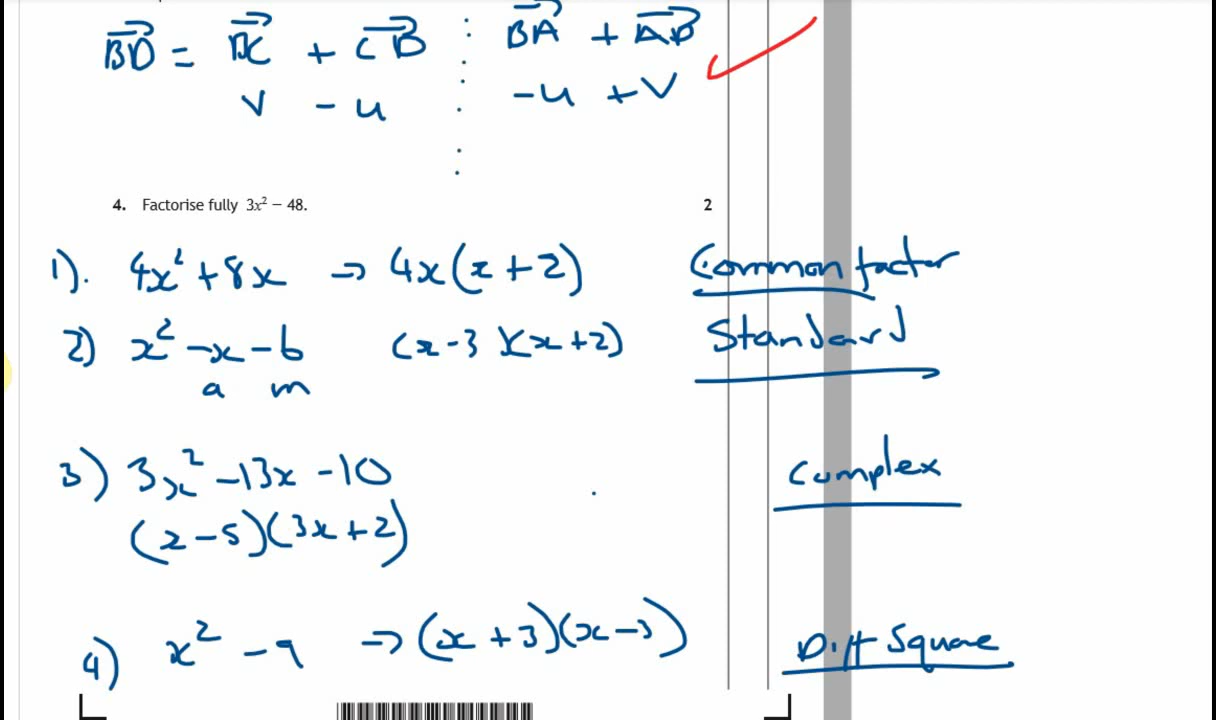 BD = BC + CB : BA + AD
v - u : -u + v
4. Factorise fully 3x² − 48. 2
1). 4x² + 8x → 4x(x + 2) Common factor
2) x² - x - 6 (x - 3)(x + 2) Standard
a m
3) 3x² - 13x - 10 Complex
(x - 5)(3x + 2)
4) x² - 9 → (x + 3)(x - 3) Diff Square